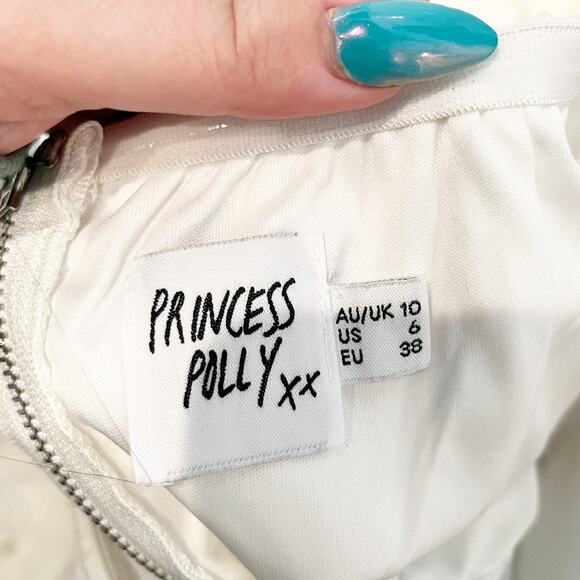 PRINCESS
POLLY xx
AU/UK 10
US 6
EU 38